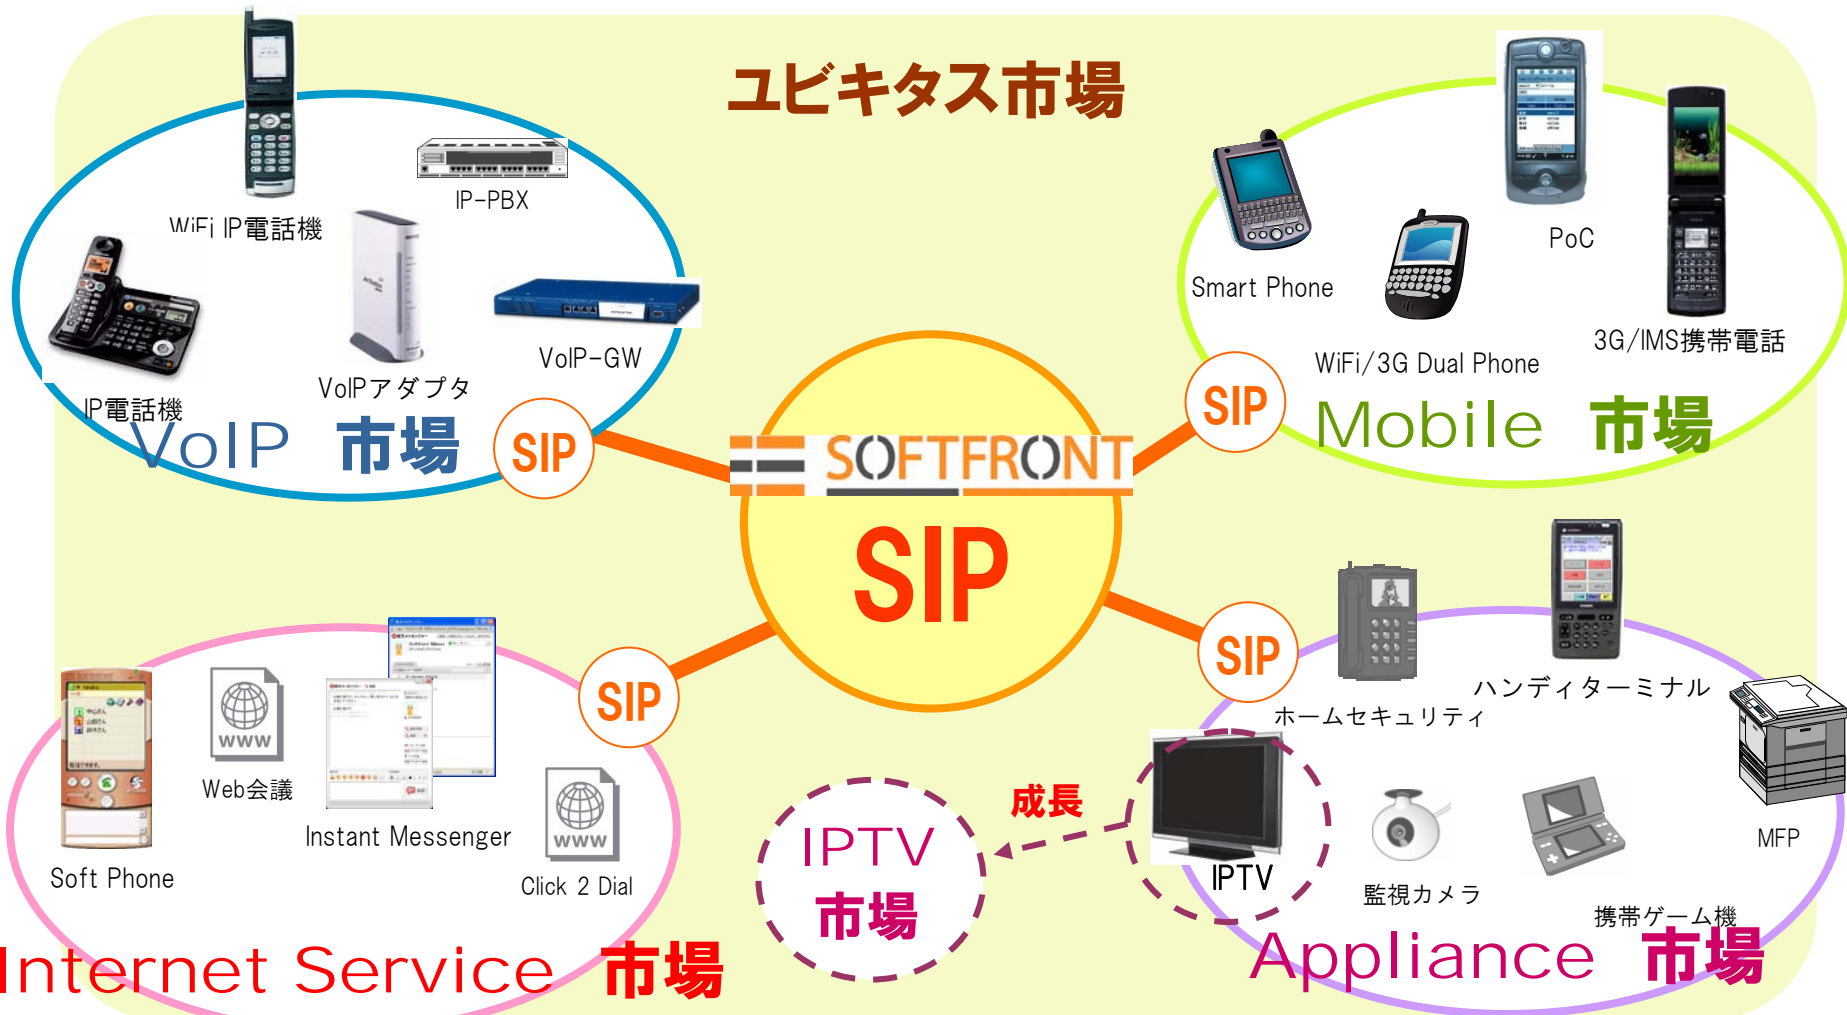 ユビキタス市場
WiFi IP電話機
IP-PBX
IP電話機
VoIPアダプタ
VoIP-GW
VoIP 市場
SIP
Smart Phone
WiFi/3G Dual Phone
PoC
3G/IMS携帯電話
Mobile 市場
SIP
SOFTFRONT
SIP
Soft Phone
Web会議
WWW
Instant Messenger
WWW
Click 2 Dial
SIP
Internet Service 市場
SIP
ホームセキュリティ
ハンディターミナル
MFP
IPTV
監視カメラ
携帯ゲーム機
Appliance 市場
成長
IPTV
市場